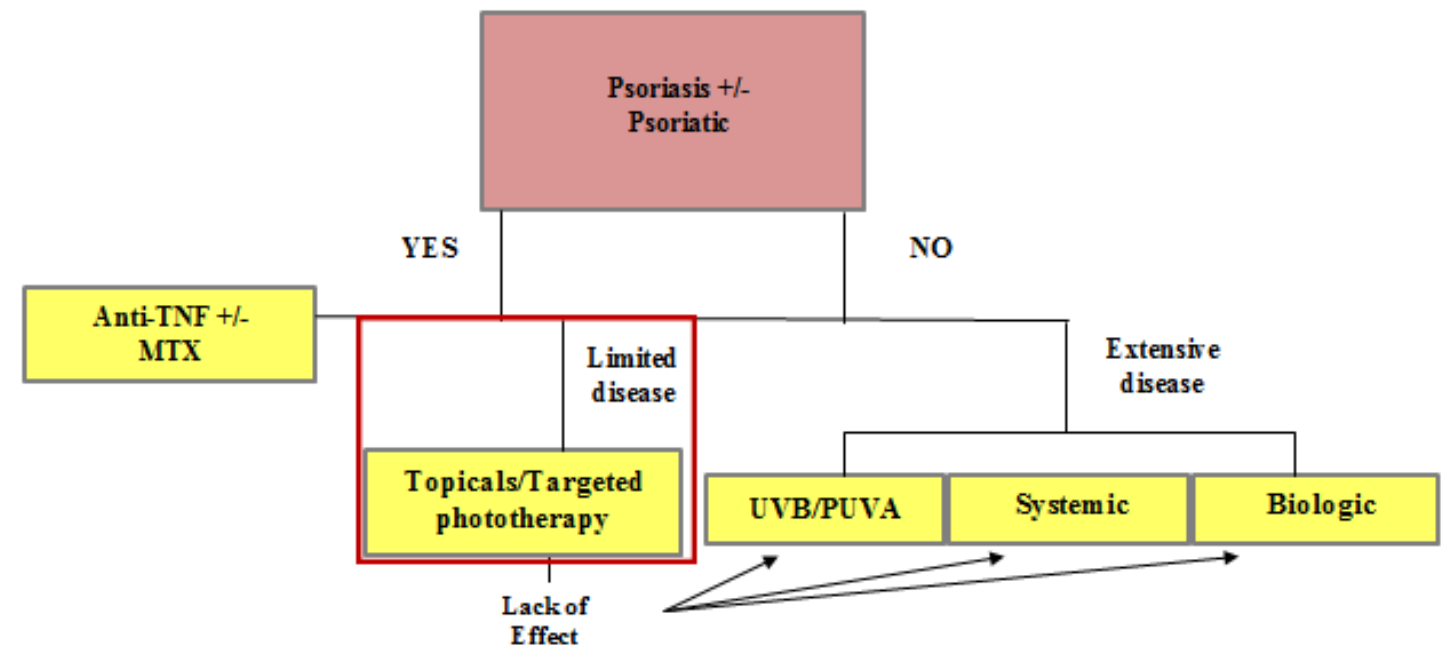 Psoriasis +/-
Psoriatic
YES
NO
Anti-TNF +/-
MTX
Limited
disease
Extensive
disease
Topicals/Targeted
phototherapy
UVB/PUVA
Systemic
Biologic
Lack of
Effect